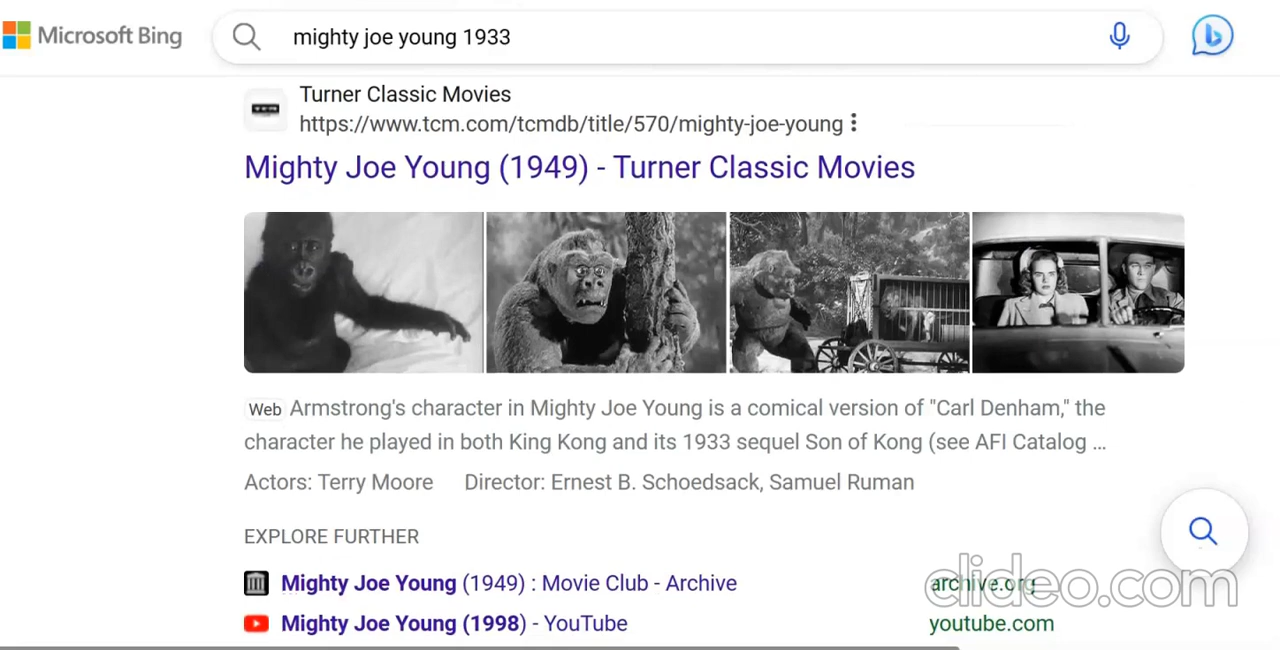 Microsoft Bing
mighty joe young 1933
Turner Classic Movies
https://www.tcm.com/tcmdb/title/570/mighty-joe-young
Mighty Joe Young (1949) - Turner Classic Movies
Web Armstrong's character in Mighty Joe Young is a comical version of "Carl Denham," the
character he played in both King Kong and its 1933 sequel Son of Kong (see AFI Catalog ...
Actors: Terry Moore Director: Ernest B. Schoedsack, Samuel Ruman
EXPLORE FURTHER
Mighty Joe Young (1949) : Movie Club - Archive archive.org
Mighty Joe Young (1998) - YouTube youtube.com
clideo.com